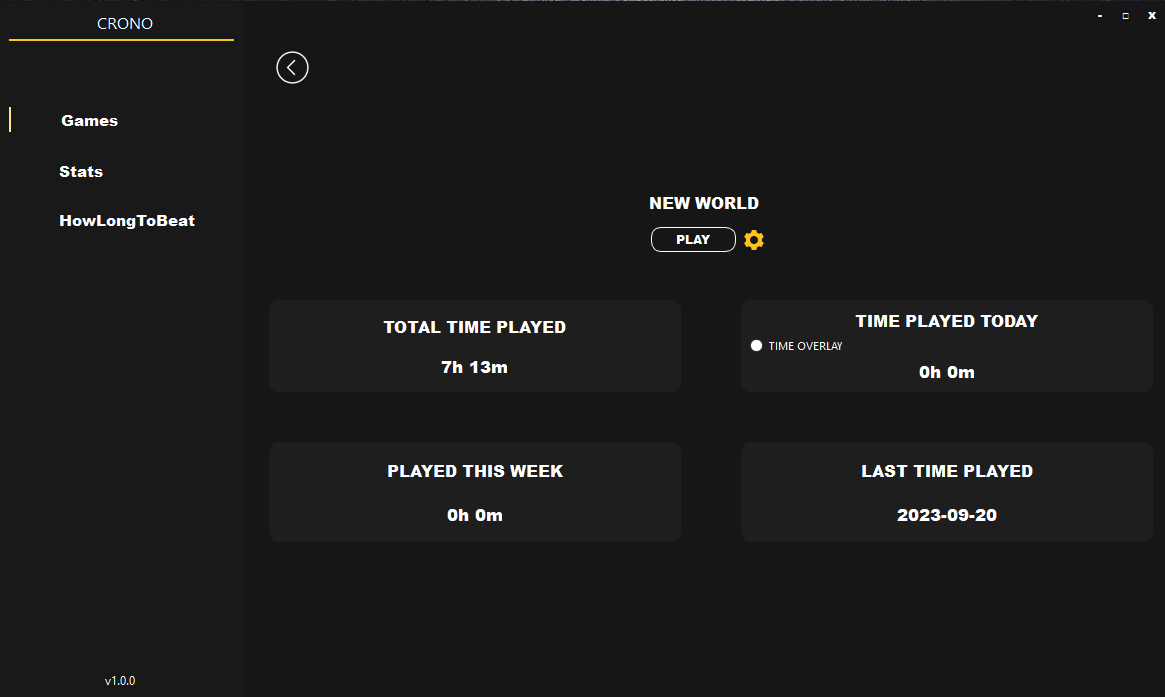 CRONO
Games
Stats
HowLongToBeat
v1.0.0
NEW WORLD
PLAY
TOTAL TIME PLAYED
7h 13m
TIME PLAYED TODAY
TIME OVERLAY
0h 0m
PLAYED THIS WEEK
0h 0m
LAST TIME PLAYED
2023-09-20